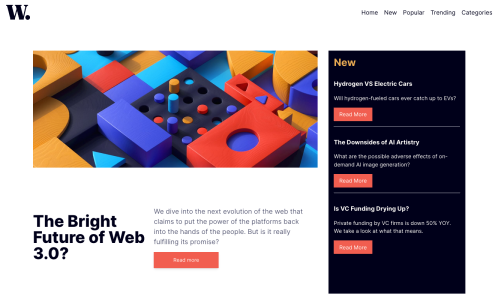 W.
Home New Popular Trending Categories
New
Hydrogen VS Electric Cars
Will hydrogen-fueled cars ever catch up to EVs?
Read More
The Downsides of AI Artistry
What are the possible adverse effects of on-
demand AI image generation?
Read More
Is VC Funding Drying Up?
Private funding by VC firms is down 50% YOY.
We take a look at what that means.
Read More
The Bright
Future of Web
3.0?
We dive into the next evolution of the web that
claims to put the power of the platforms back
into the hands of the people. But is it really
fulfilling its promise?
Read more